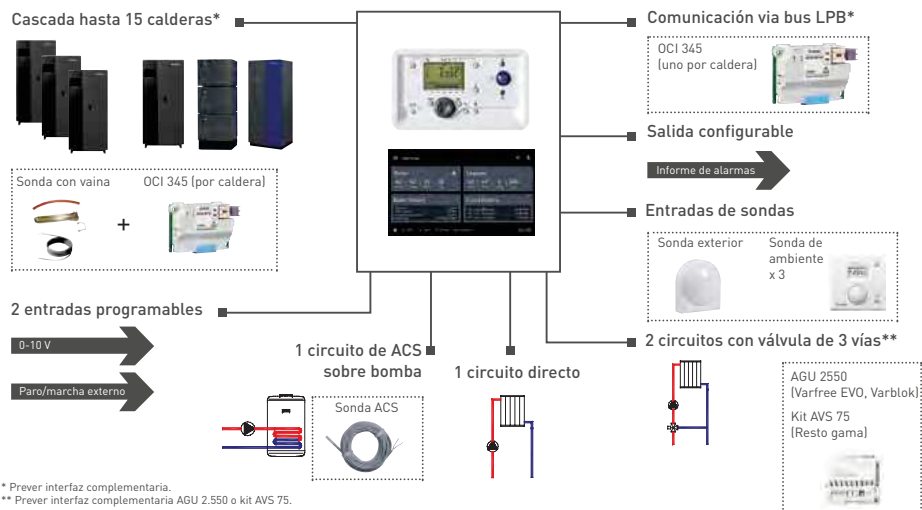 Cascada hasta 15 calderas*
Sonda con vaina
OCI 345 (por caldera)
+
2 entradas programables
0-10 V
Paro/marcha externo
1 circuito de ACS
sobre bomba
Sonda ACS
1 circuito directo
Comunicación via bus LPB*
OCI 345
(uno por caldera)
Salida configurable
Informe de alarmas
Entradas de sondas
Sonda exterior
Sonda de
ambiente
x 3
2 circuitos con válvula de 3 vías**
AGU 2550
(Varfree EVO, Varblok)
Kit AVS 75
(Resto gama)
* Prever interfaz complementaria.
** Prever interfaz complementaria AGU 2.550 o kit AVS 75.